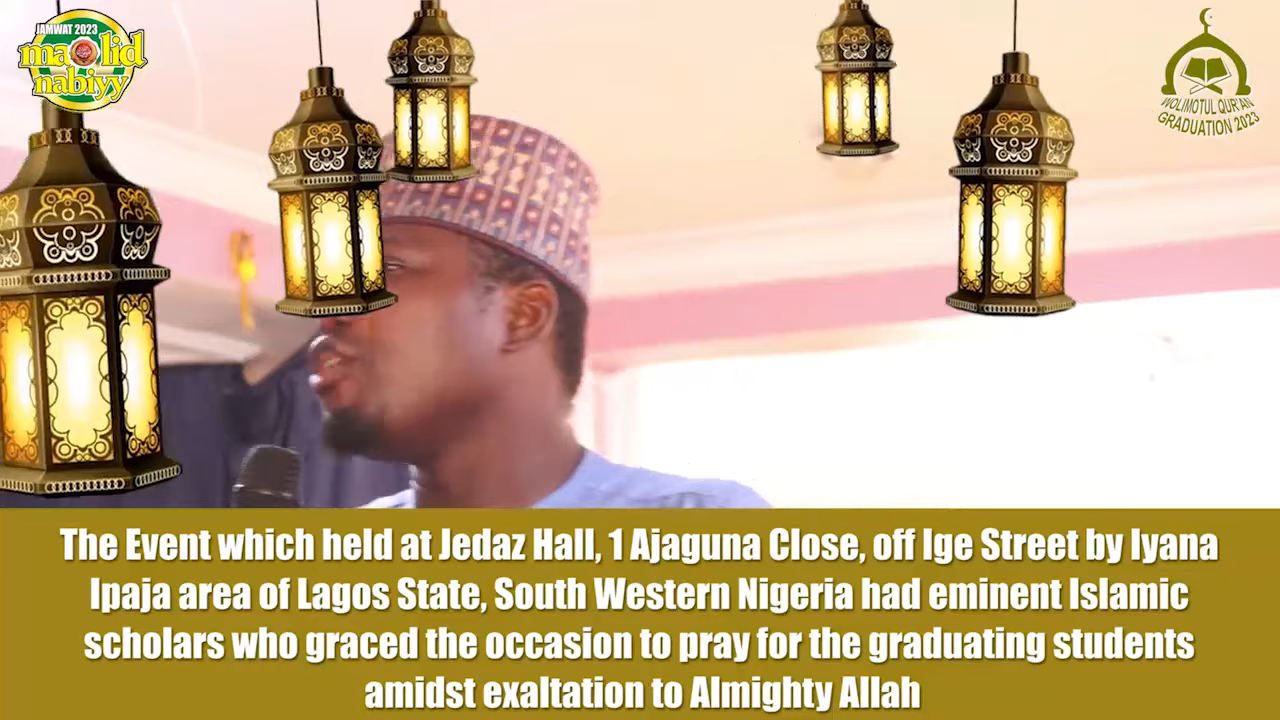 JAMWAT 2023
maolid
nabiyy
WOLIMOTUL QUR'AN
GRADUATION 2023
The Event which held at Jedaz Hall, 1 Ajaguna Close, off Ige Street by Iyana
Ipaja area of Lagos State, South Western Nigeria had eminent Islamic
scholars who graced the occasion to pray for the graduating students
amidst exaltation to Almighty Allah